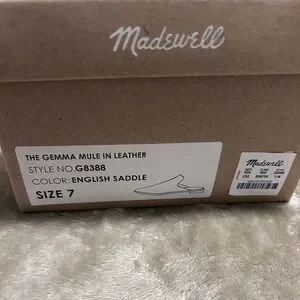 Madewell
THE GEMMA MULE IN LEATHER
STYLE NO.G8388
COLOR:ENGLISH SADDLE
SIZE 7
Madewell